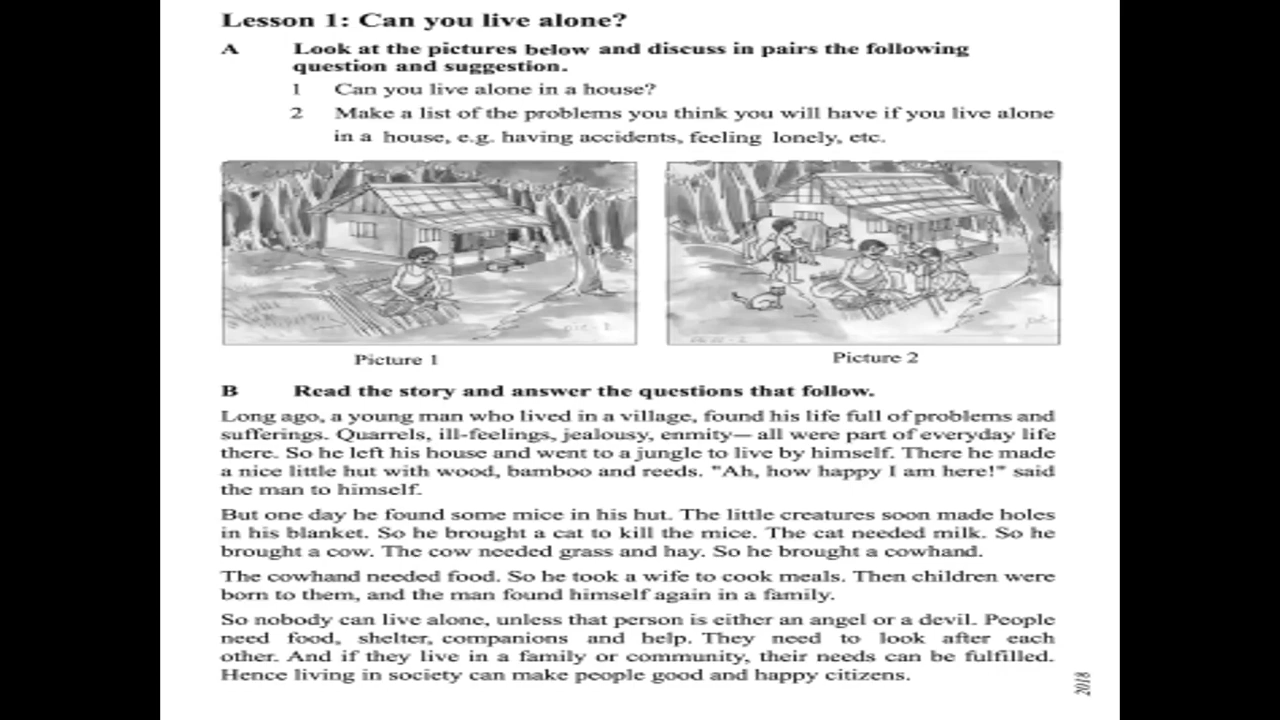 Lesson 1: Can you live alone?
A Look at the pictures below and discuss in pairs the following
question and suggestion.
1 Can you live alone in a house?
2 Make a list of the problems you think you will have if you live alone
in a house, e.g. having accidents, feeling lonely, etc.
Picture 1
Picture 2
B Read the story and answer the questions that follow.
Long ago, a young man who lived in a village, found his life full of problems and
sufferings. Quarrels, ill-feelings, jealousy, enmity— all were part of everyday life
there. So he left his house and went to a jungle to live by himself. There he made
a nice little hut with wood, bamboo and reeds. "Ah, how happy I am here!" said
the man to himself.
But one day he found some mice in his hut. The little creatures soon made holes
in his blanket. So he brought a cat to kill the mice. The cat needed milk. So he
brought a cow. The cow needed grass and hay. So he brought a cowhand.
The cowhand needed food. So he took a wife to cook meals. Then children were
born to them, and the man found himself again in a family.
So nobody can live alone, unless that person is either an angel or a devil. People
need food, shelter, companions and help. They need to look after each
other. And if they live in a family or community, their needs can be fulfilled.
Hence living in society can make people good and happy citizens.
2018